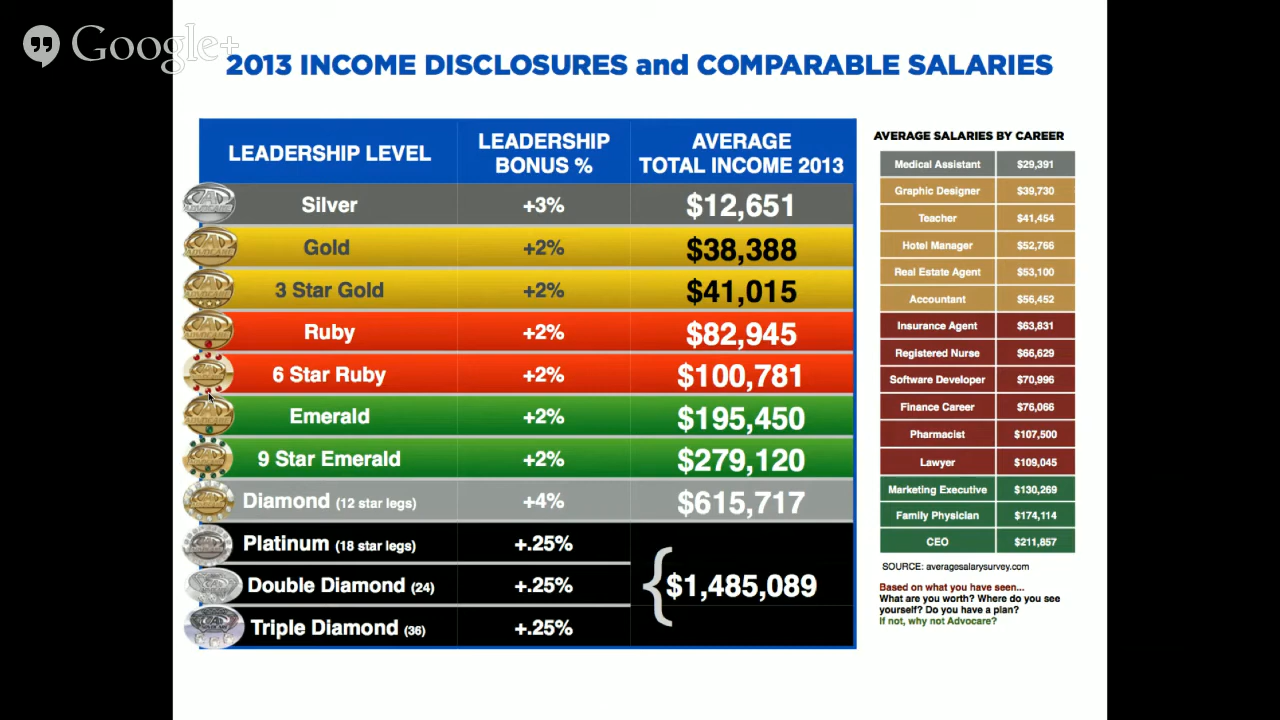 Google+
2013 INCOME DISCLOSURES and COMPARABLE SALARIES
LEADERSHIP LEVEL
LEADERSHIP
BONUS %
AVERAGE
TOTAL INCOME 2013
Silver +3% $12,651
Gold +2% $38,388
3 Star Gold +2% $41,015
Ruby +2% $82,945
6 Star Ruby +2% $100,781
Emerald +2% $195,450
9 Star Emerald +2% $279,120
Diamond (12 star legs) +4% $615,717
Platinum (18 star legs) +.25%
Double Diamond (24) +.25% $1,485,089
Triple Diamond (36) +.25%
AVERAGE SALARIES BY CAREER
Medical Assistant $29,391
Graphic Designer $39,730
Teacher $41,454
Hotel Manager $52,766
Real Estate Agent $53,100
Accountant $56,452
Insurance Agent $63,831
Registered Nurse $66,629
Software Developer $70,996
Finance Career $76,066
Pharmacist $107,500
Lawyer $109,045
Marketing Executive $130,269
Family Physician $174,114
CEO $211,857
SOURCE: averagesalarysurvey.com
Based on what you have seen...
What are you worth? Where do you see
yourself? Do you have a plan?
If not, why not Advocare?